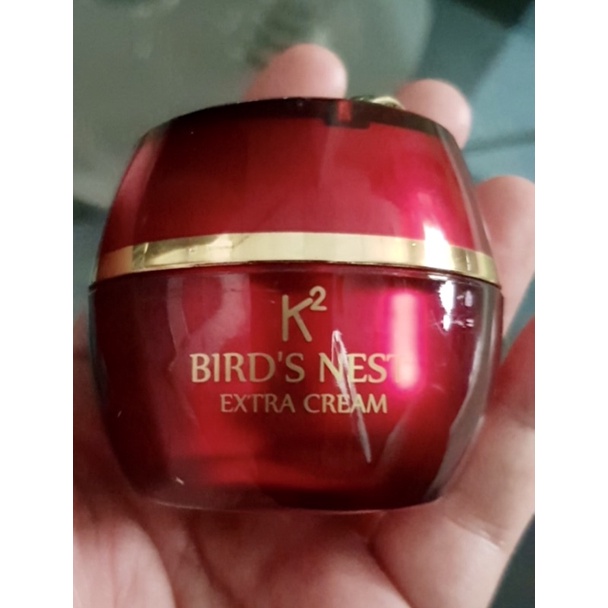 K²
BIRD'S NEST
EXTRA CREAM